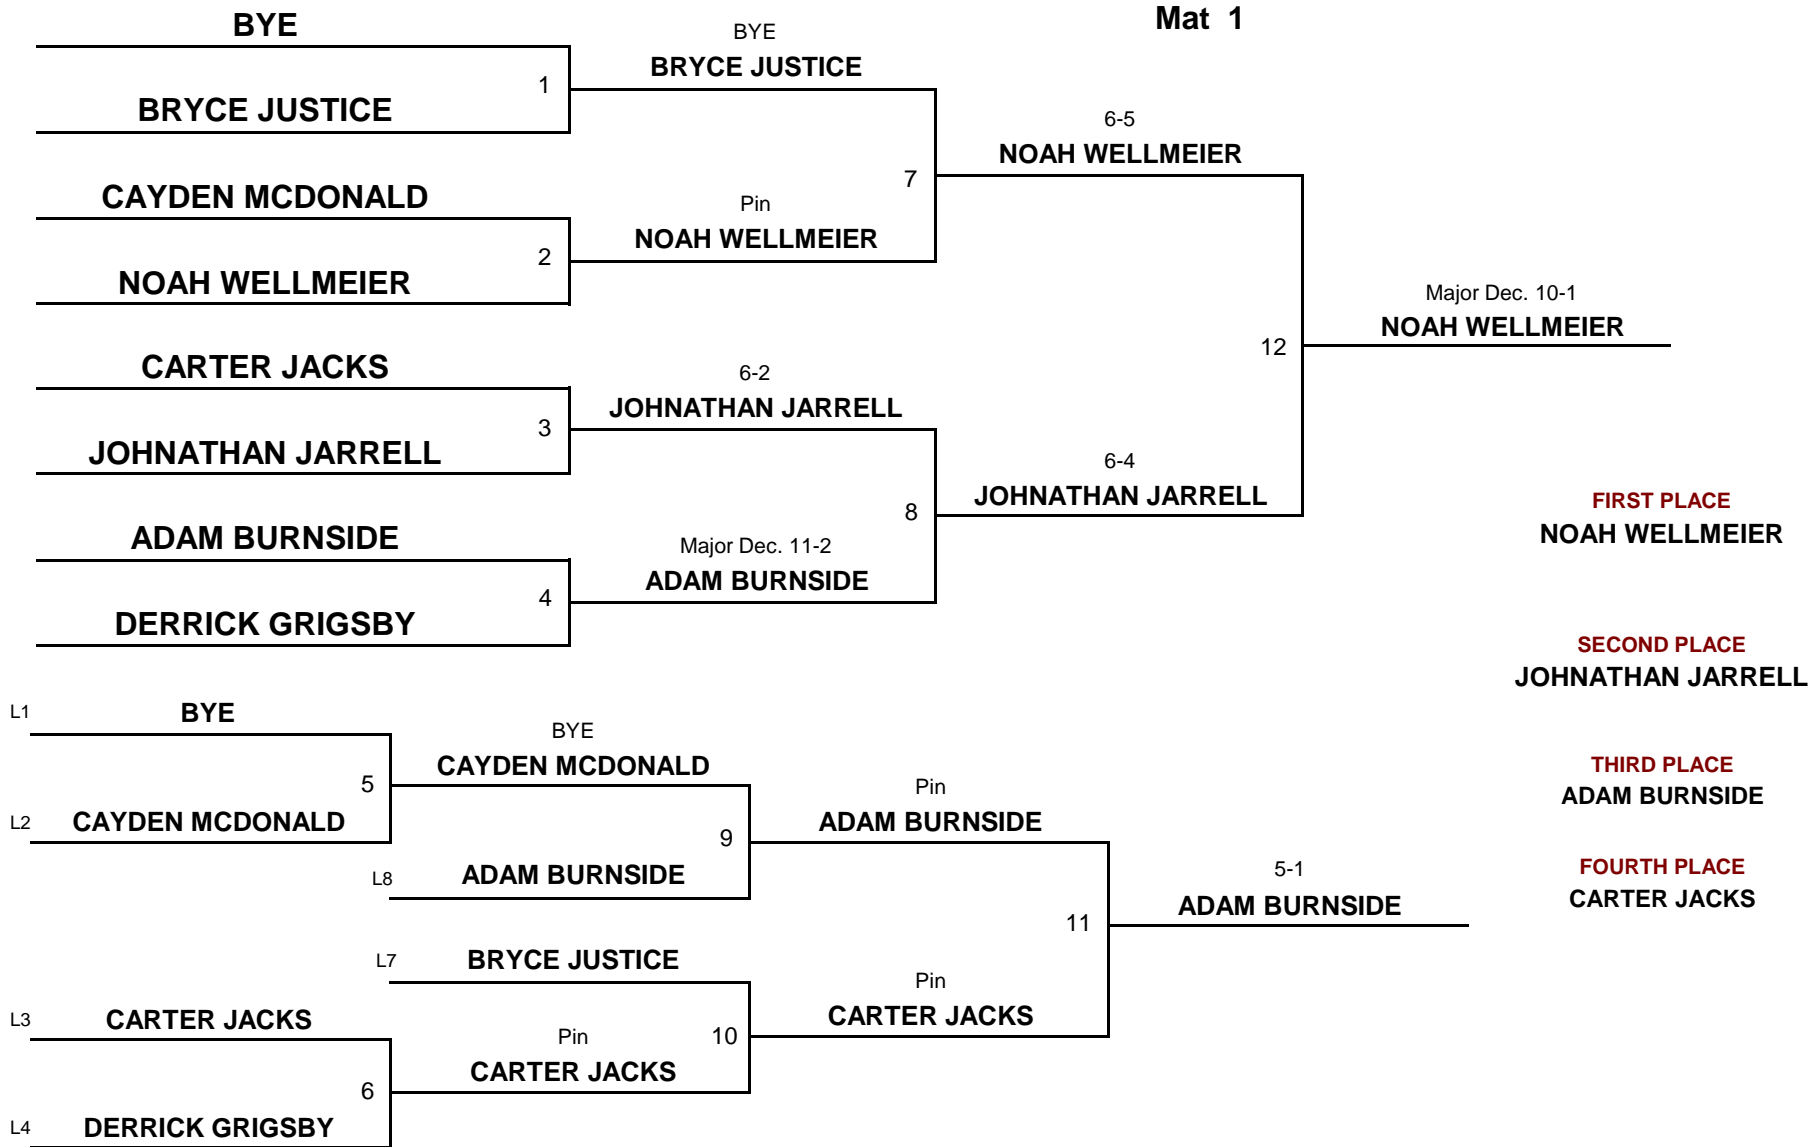 Mat 1
BYE
BRYCE JUSTICE
1
CAYDEN MCDONALD
NOAH WELLMEIER
2
CARTER JACKS
JOHNATHAN JARRELL
3
ADAM BURNSIDE
DERRICK GRIGSBY
4
BYE
BRYCE JUSTICE
Pin
NOAH WELLMEIER
7
6-2
JOHNATHAN JARRELL
Major Dec. 11-2
ADAM BURNSIDE
8
6-5
NOAH WELLMEIER
6-4
JOHNATHAN JARRELL
12
Major Dec. 10-1
NOAH WELLMEIER
FIRST PLACE
NOAH WELLMEIER
SECOND PLACE
JOHNATHAN JARRELL
THIRD PLACE
ADAM BURNSIDE
FOURTH PLACE
CARTER JACKS
L1 BYE
L2 CAYDEN MCDONALD
5
L3 CARTER JACKS
L4 DERRICK GRIGSBY
6
BYE
CAYDEN MCDONALD
L8 ADAM BURNSIDE
9
L7 BRYCE JUSTICE
Pin
CARTER JACKS
10
Pin
ADAM BURNSIDE
Pin
CARTER JACKS
11
5-1
ADAM BURNSIDE